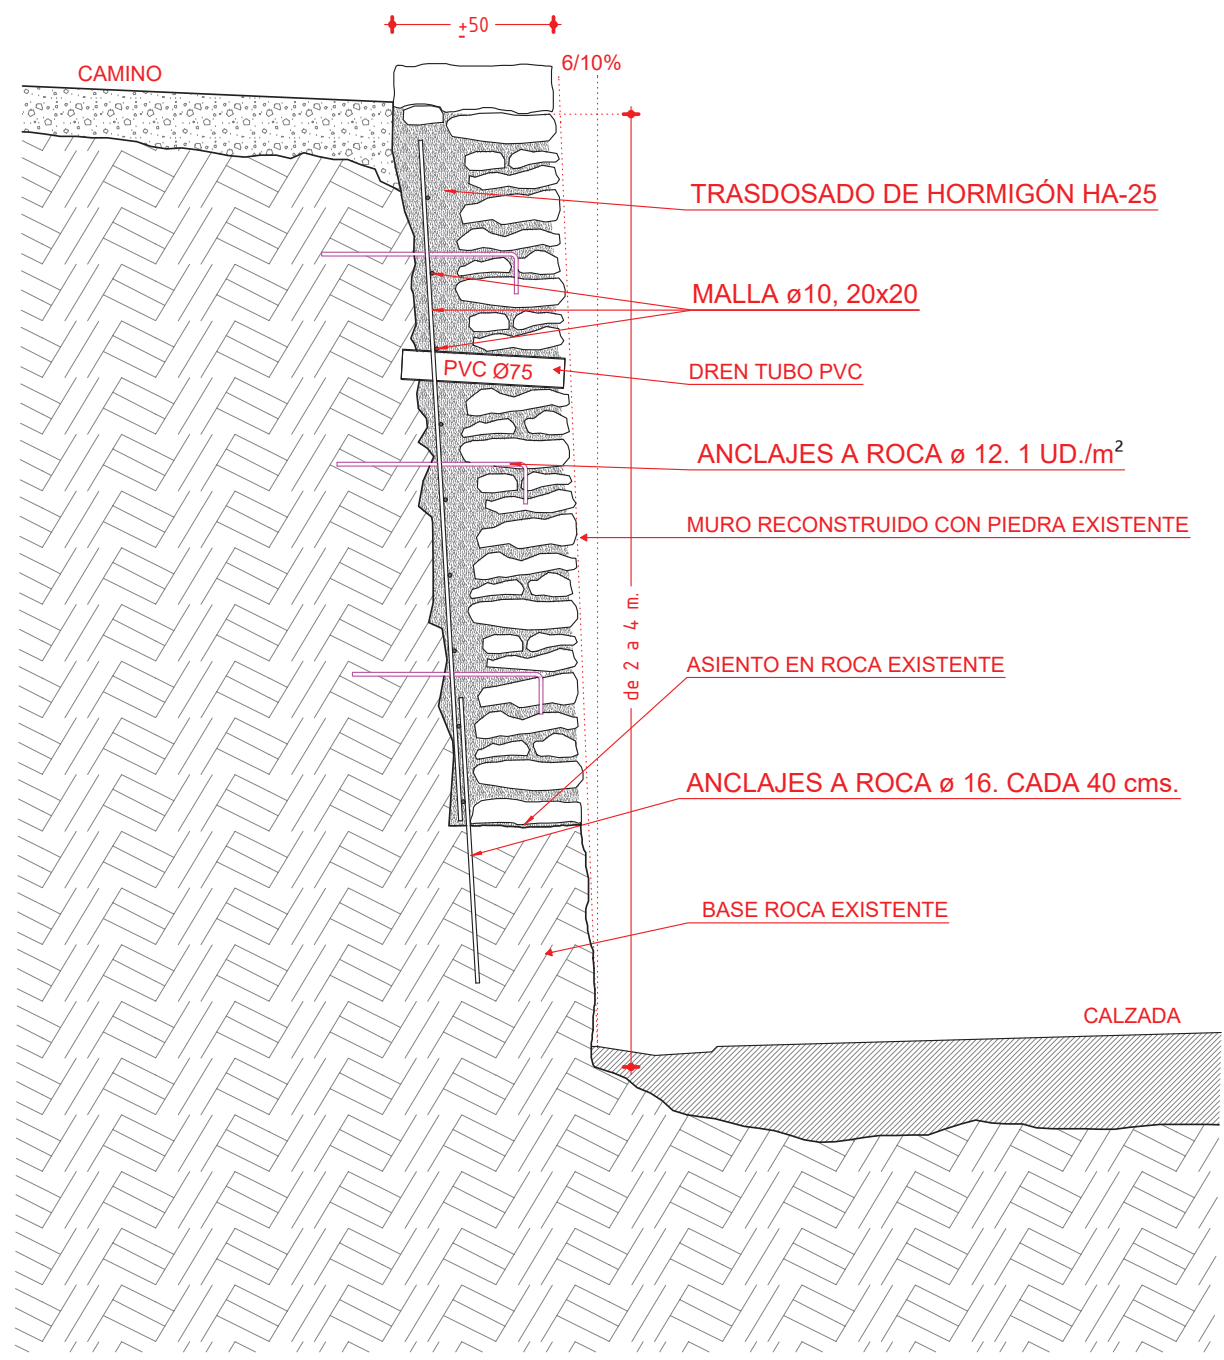 ±50
6/10%
CAMINO
TRASDOSADO DE HORMIGÓN HA-25
MALLA ø10, 20x20
PVC Ø75
DREN TUBO PVC
ANCLAJES A ROCA ø 12. 1 UD./m²
MURO RECONSTRUIDO CON PIEDRA EXISTENTE
de 2 a 4 m.
ASIENTO EN ROCA EXISTENTE
ANCLAJES A ROCA ø 16. CADA 40 cms.
BASE ROCA EXISTENTE
CALZADA